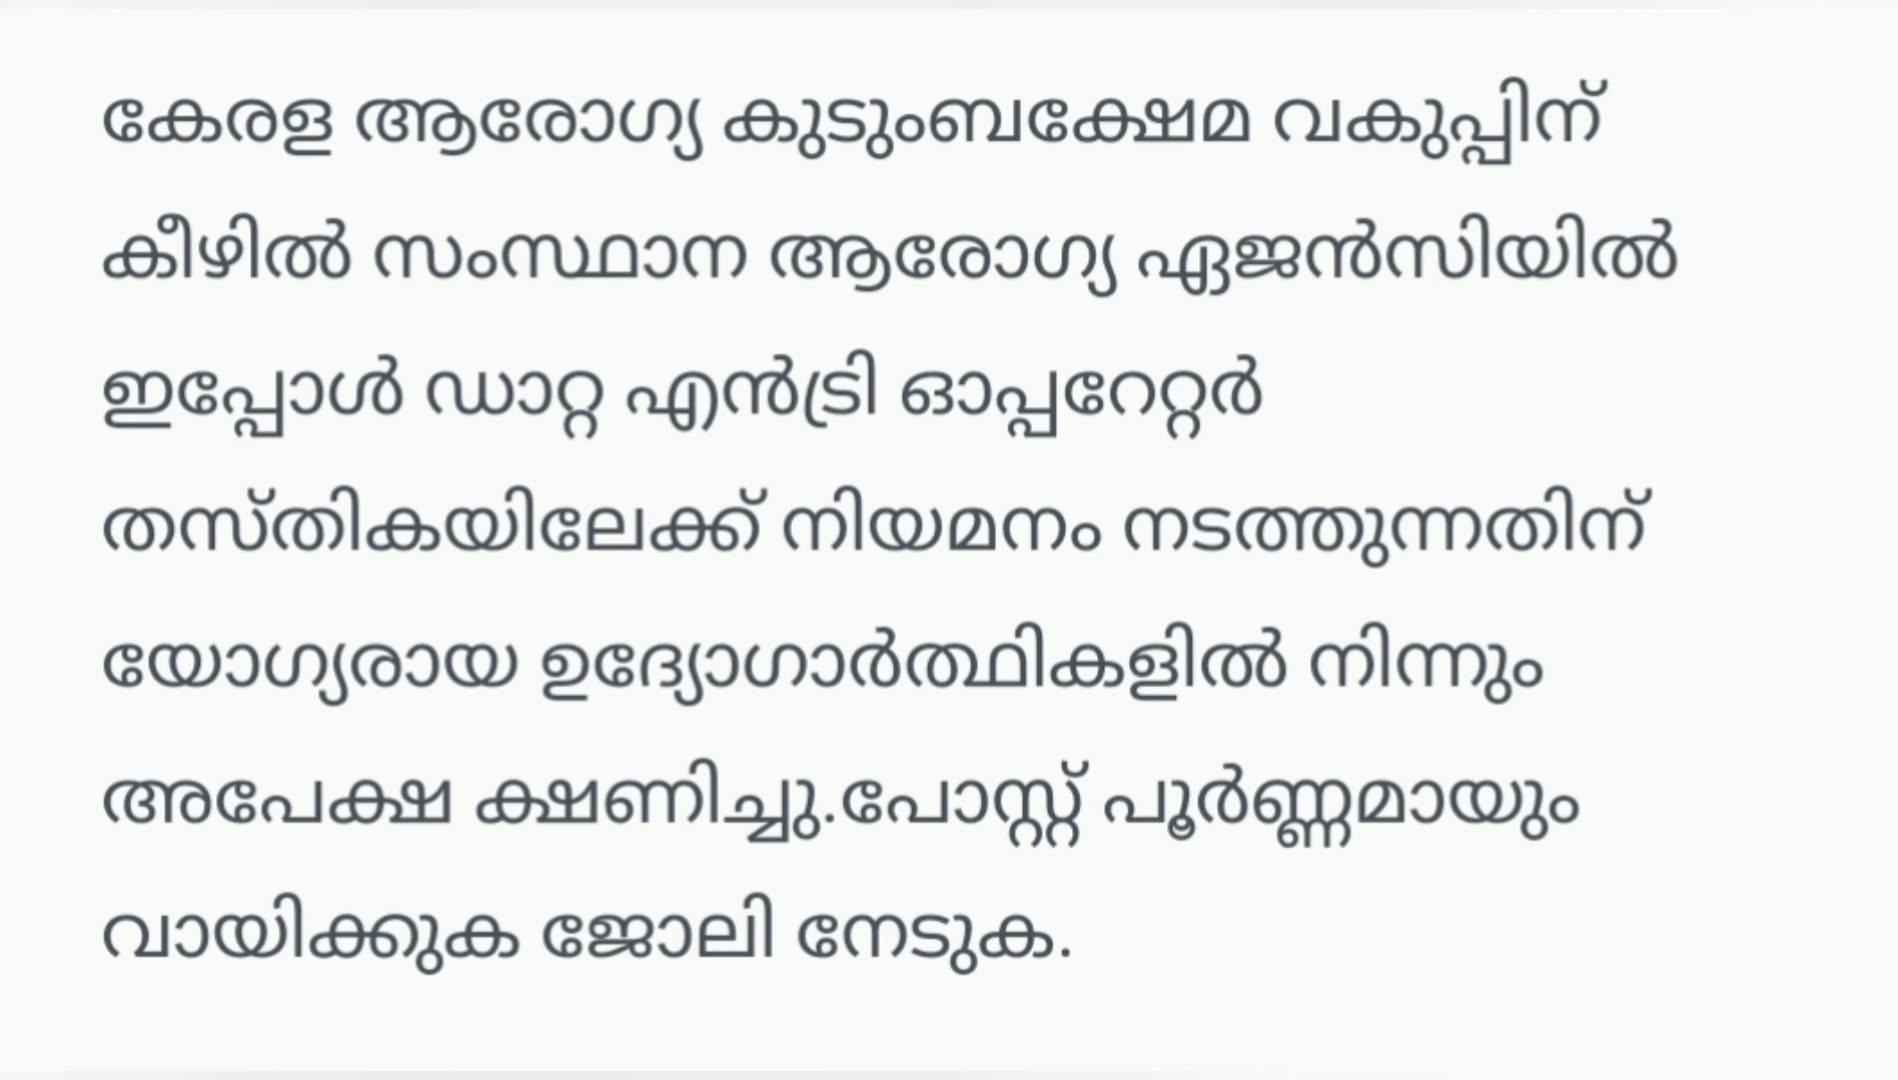 കേരള ആരോഗ്യ കുടുംബക്ഷേമ വകുപ്പിന്
കീഴിൽ സംസ്ഥാന ആരോഗ്യ ഏജൻസിയിൽ
ഇപ്പോൾ ഡാറ്റ എൻട്രി ഓപ്പറേറ്റർ
തസ്തികയിലേക്ക് നിയമനം നടത്തുന്നതിന്
യോഗ്യരായ ഉദ്യോഗാർത്ഥികളിൽ നിന്നും
അപേക്ഷ ക്ഷണിച്ചു.പോസ്റ്റ് പൂർണ്ണമായും
വായിക്കുക ജോലി നേടുക.